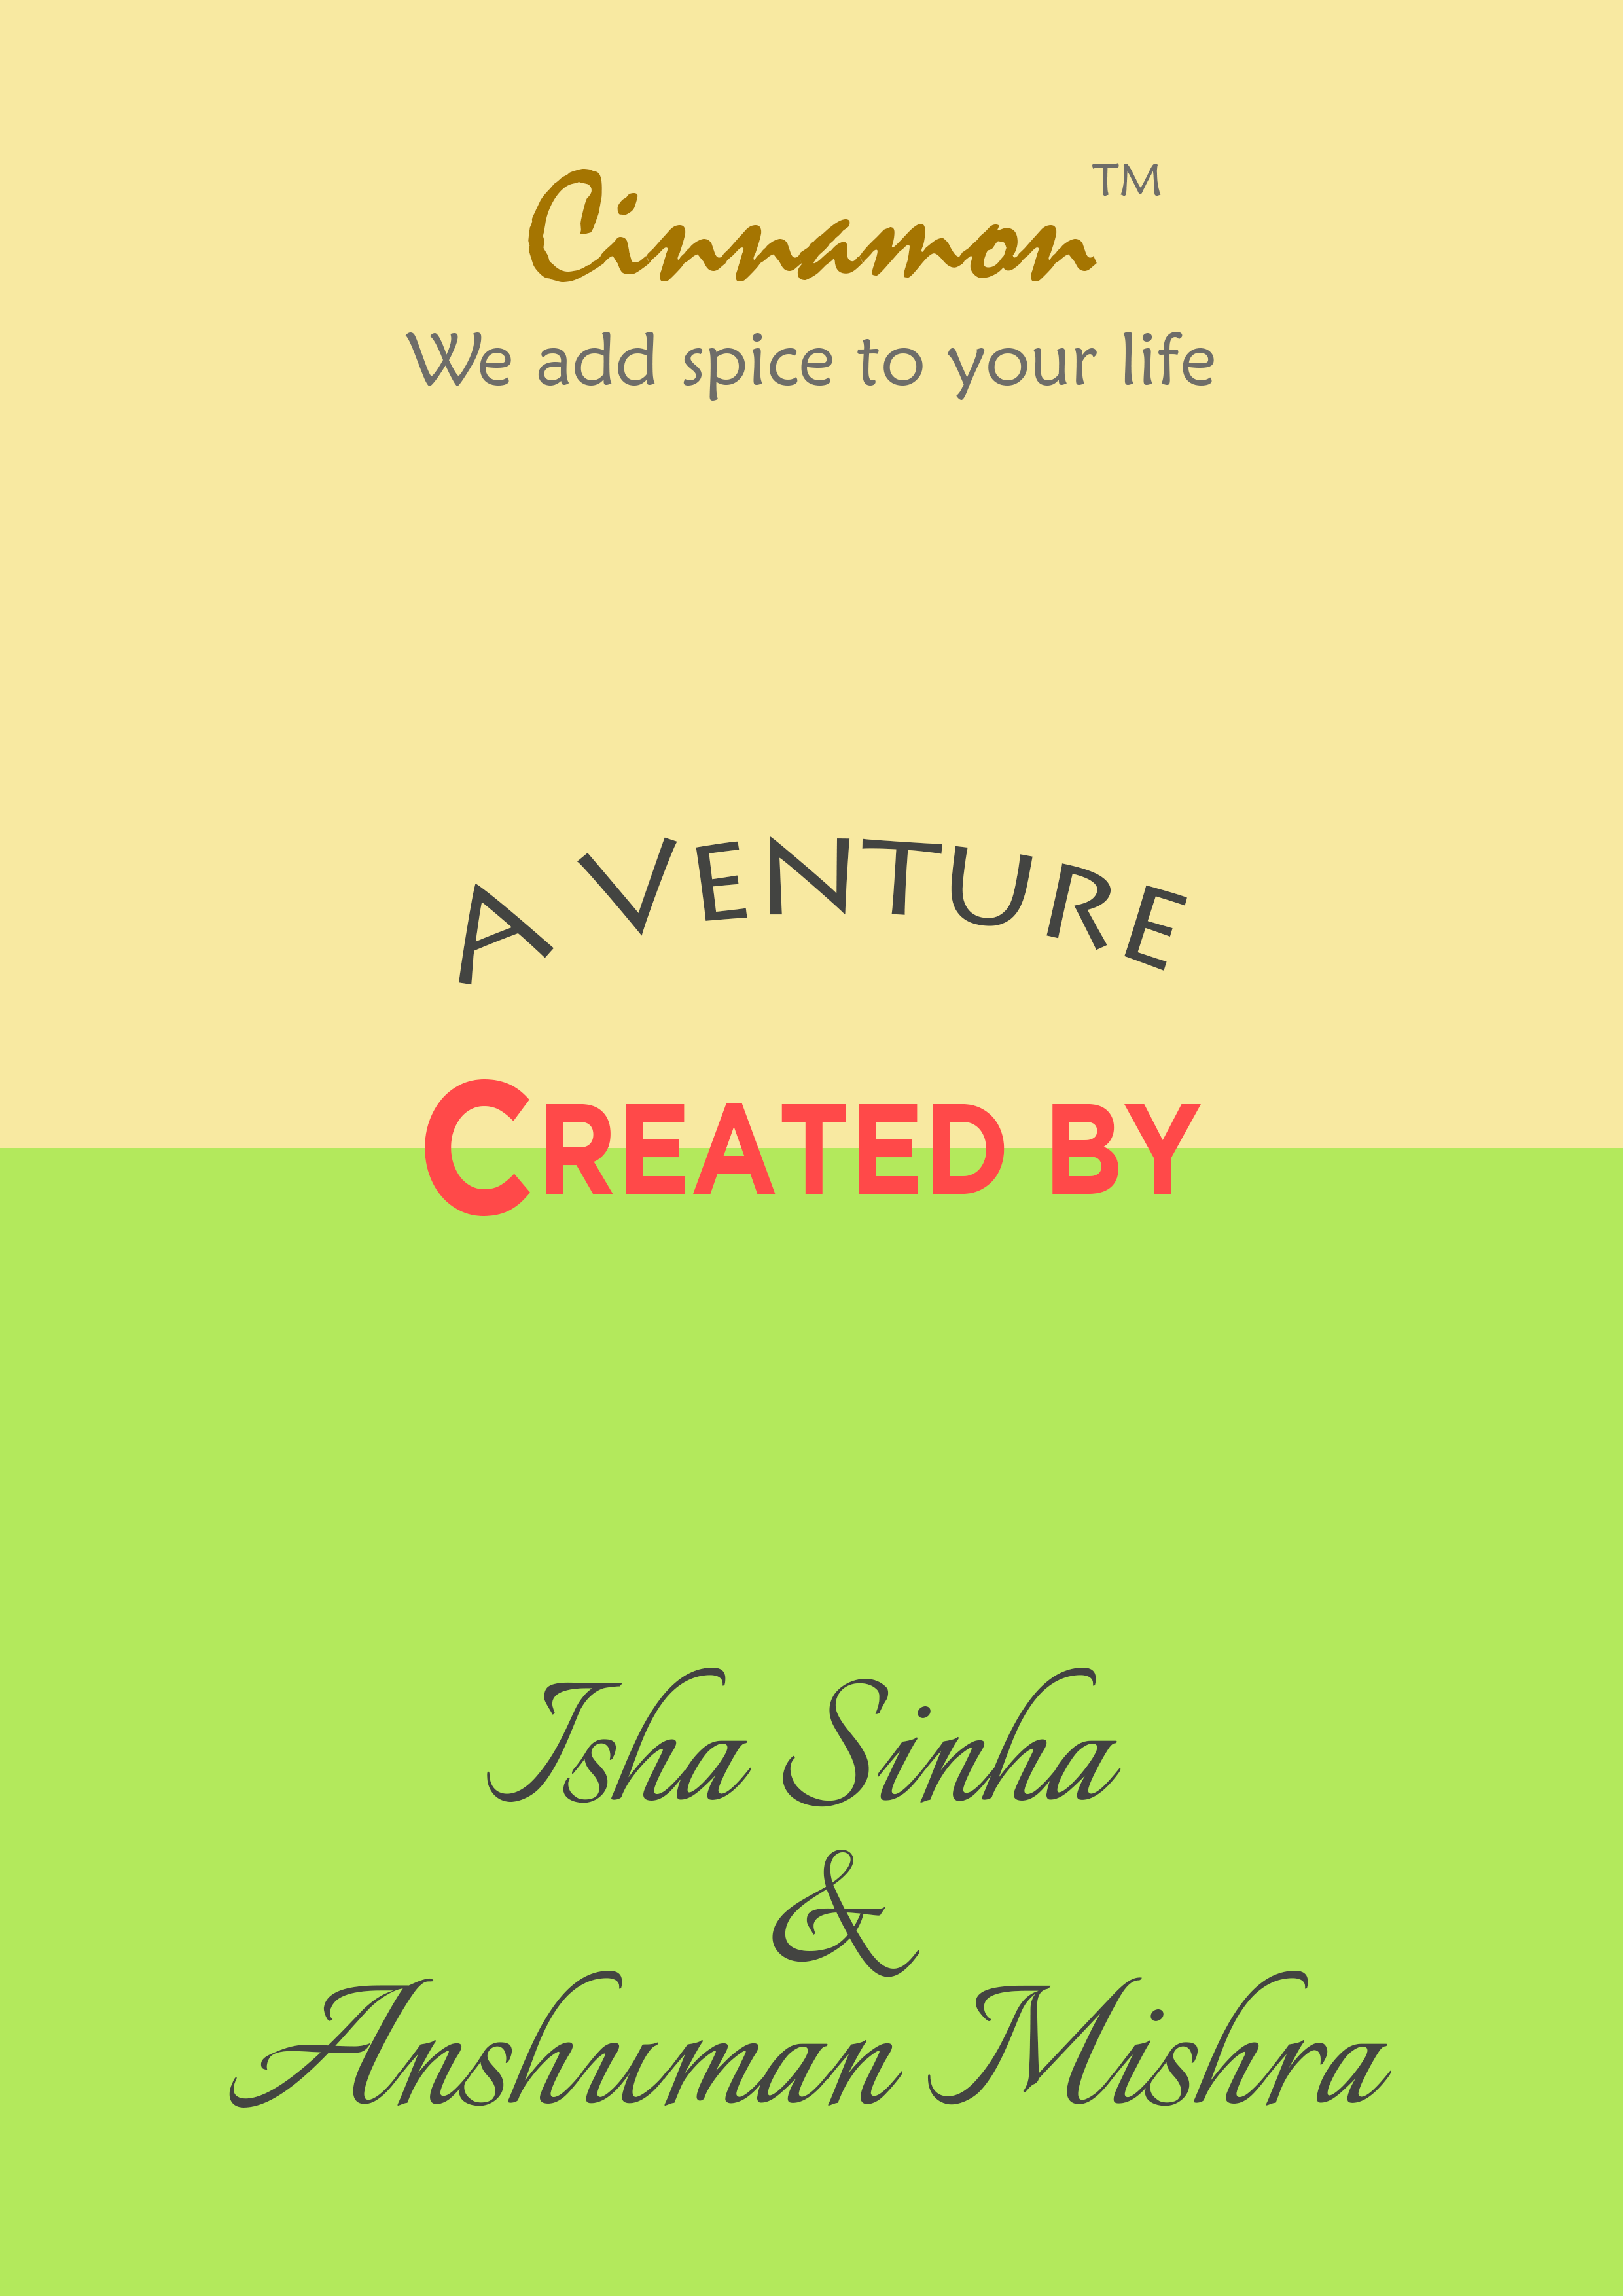 Cinnamon™
We add spice to your life
A VENTURE
CREATED BY
Isha Sinha
&
Anshuman Mishra